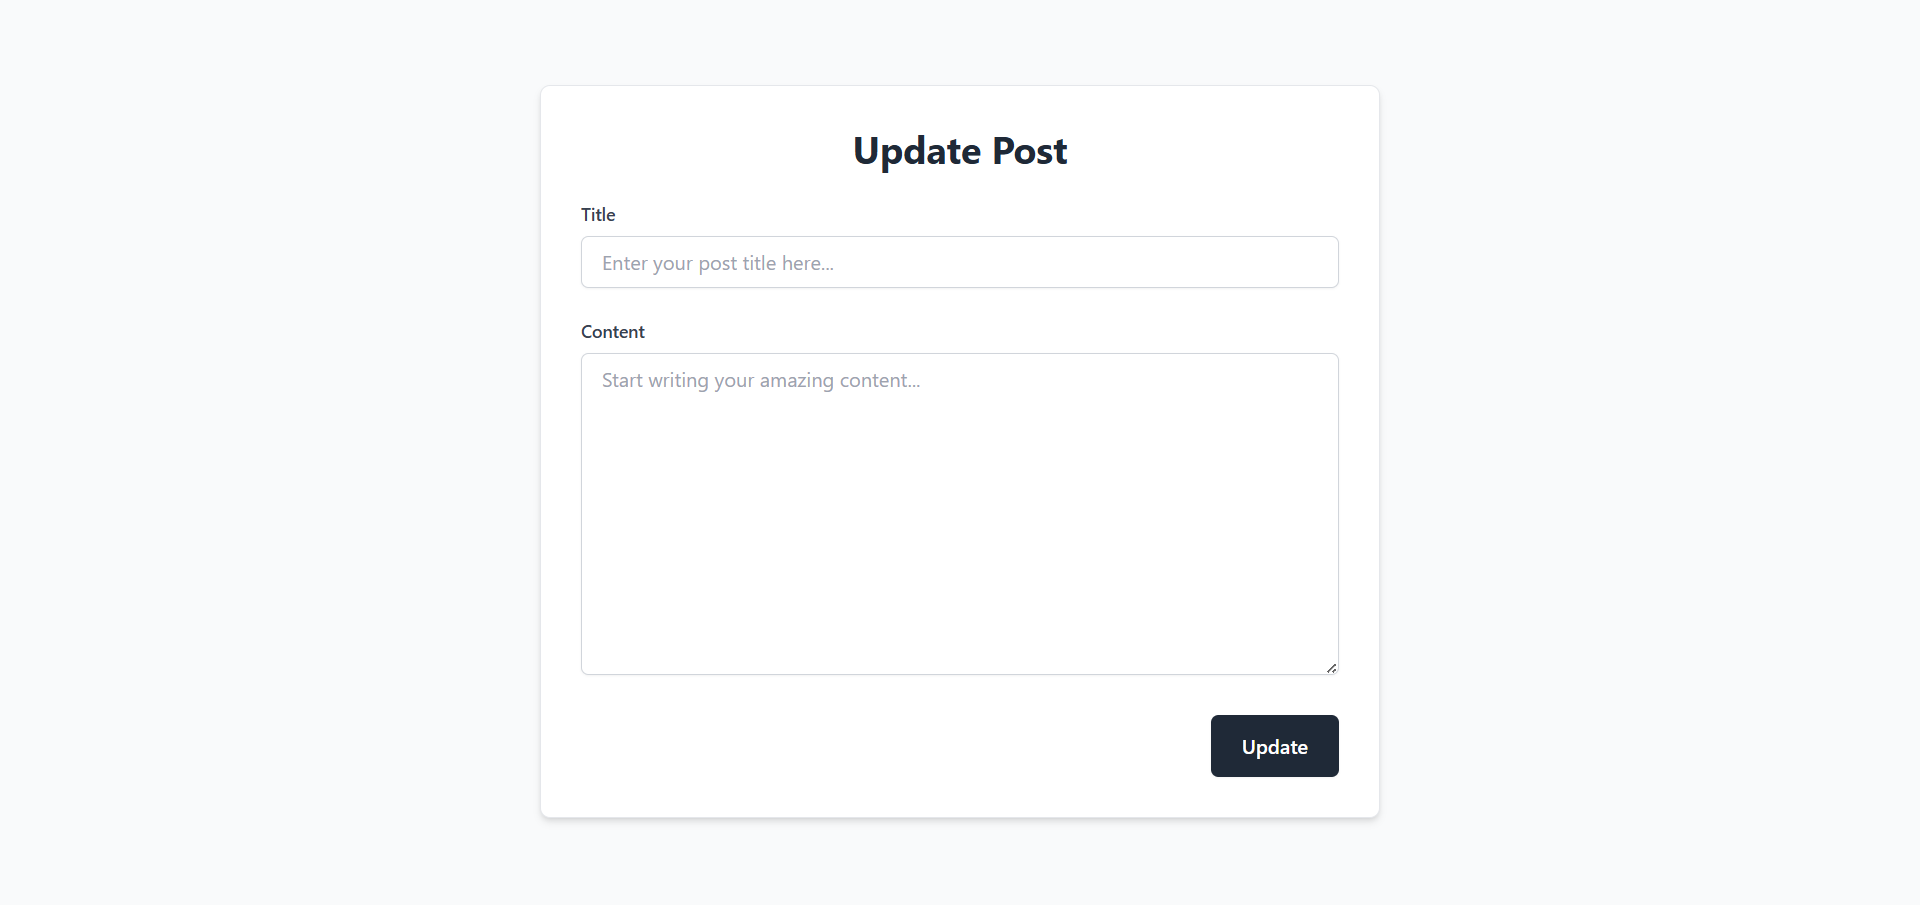 Update Post
Title
Enter your post title here...
Content
Start writing your amazing content...
Update